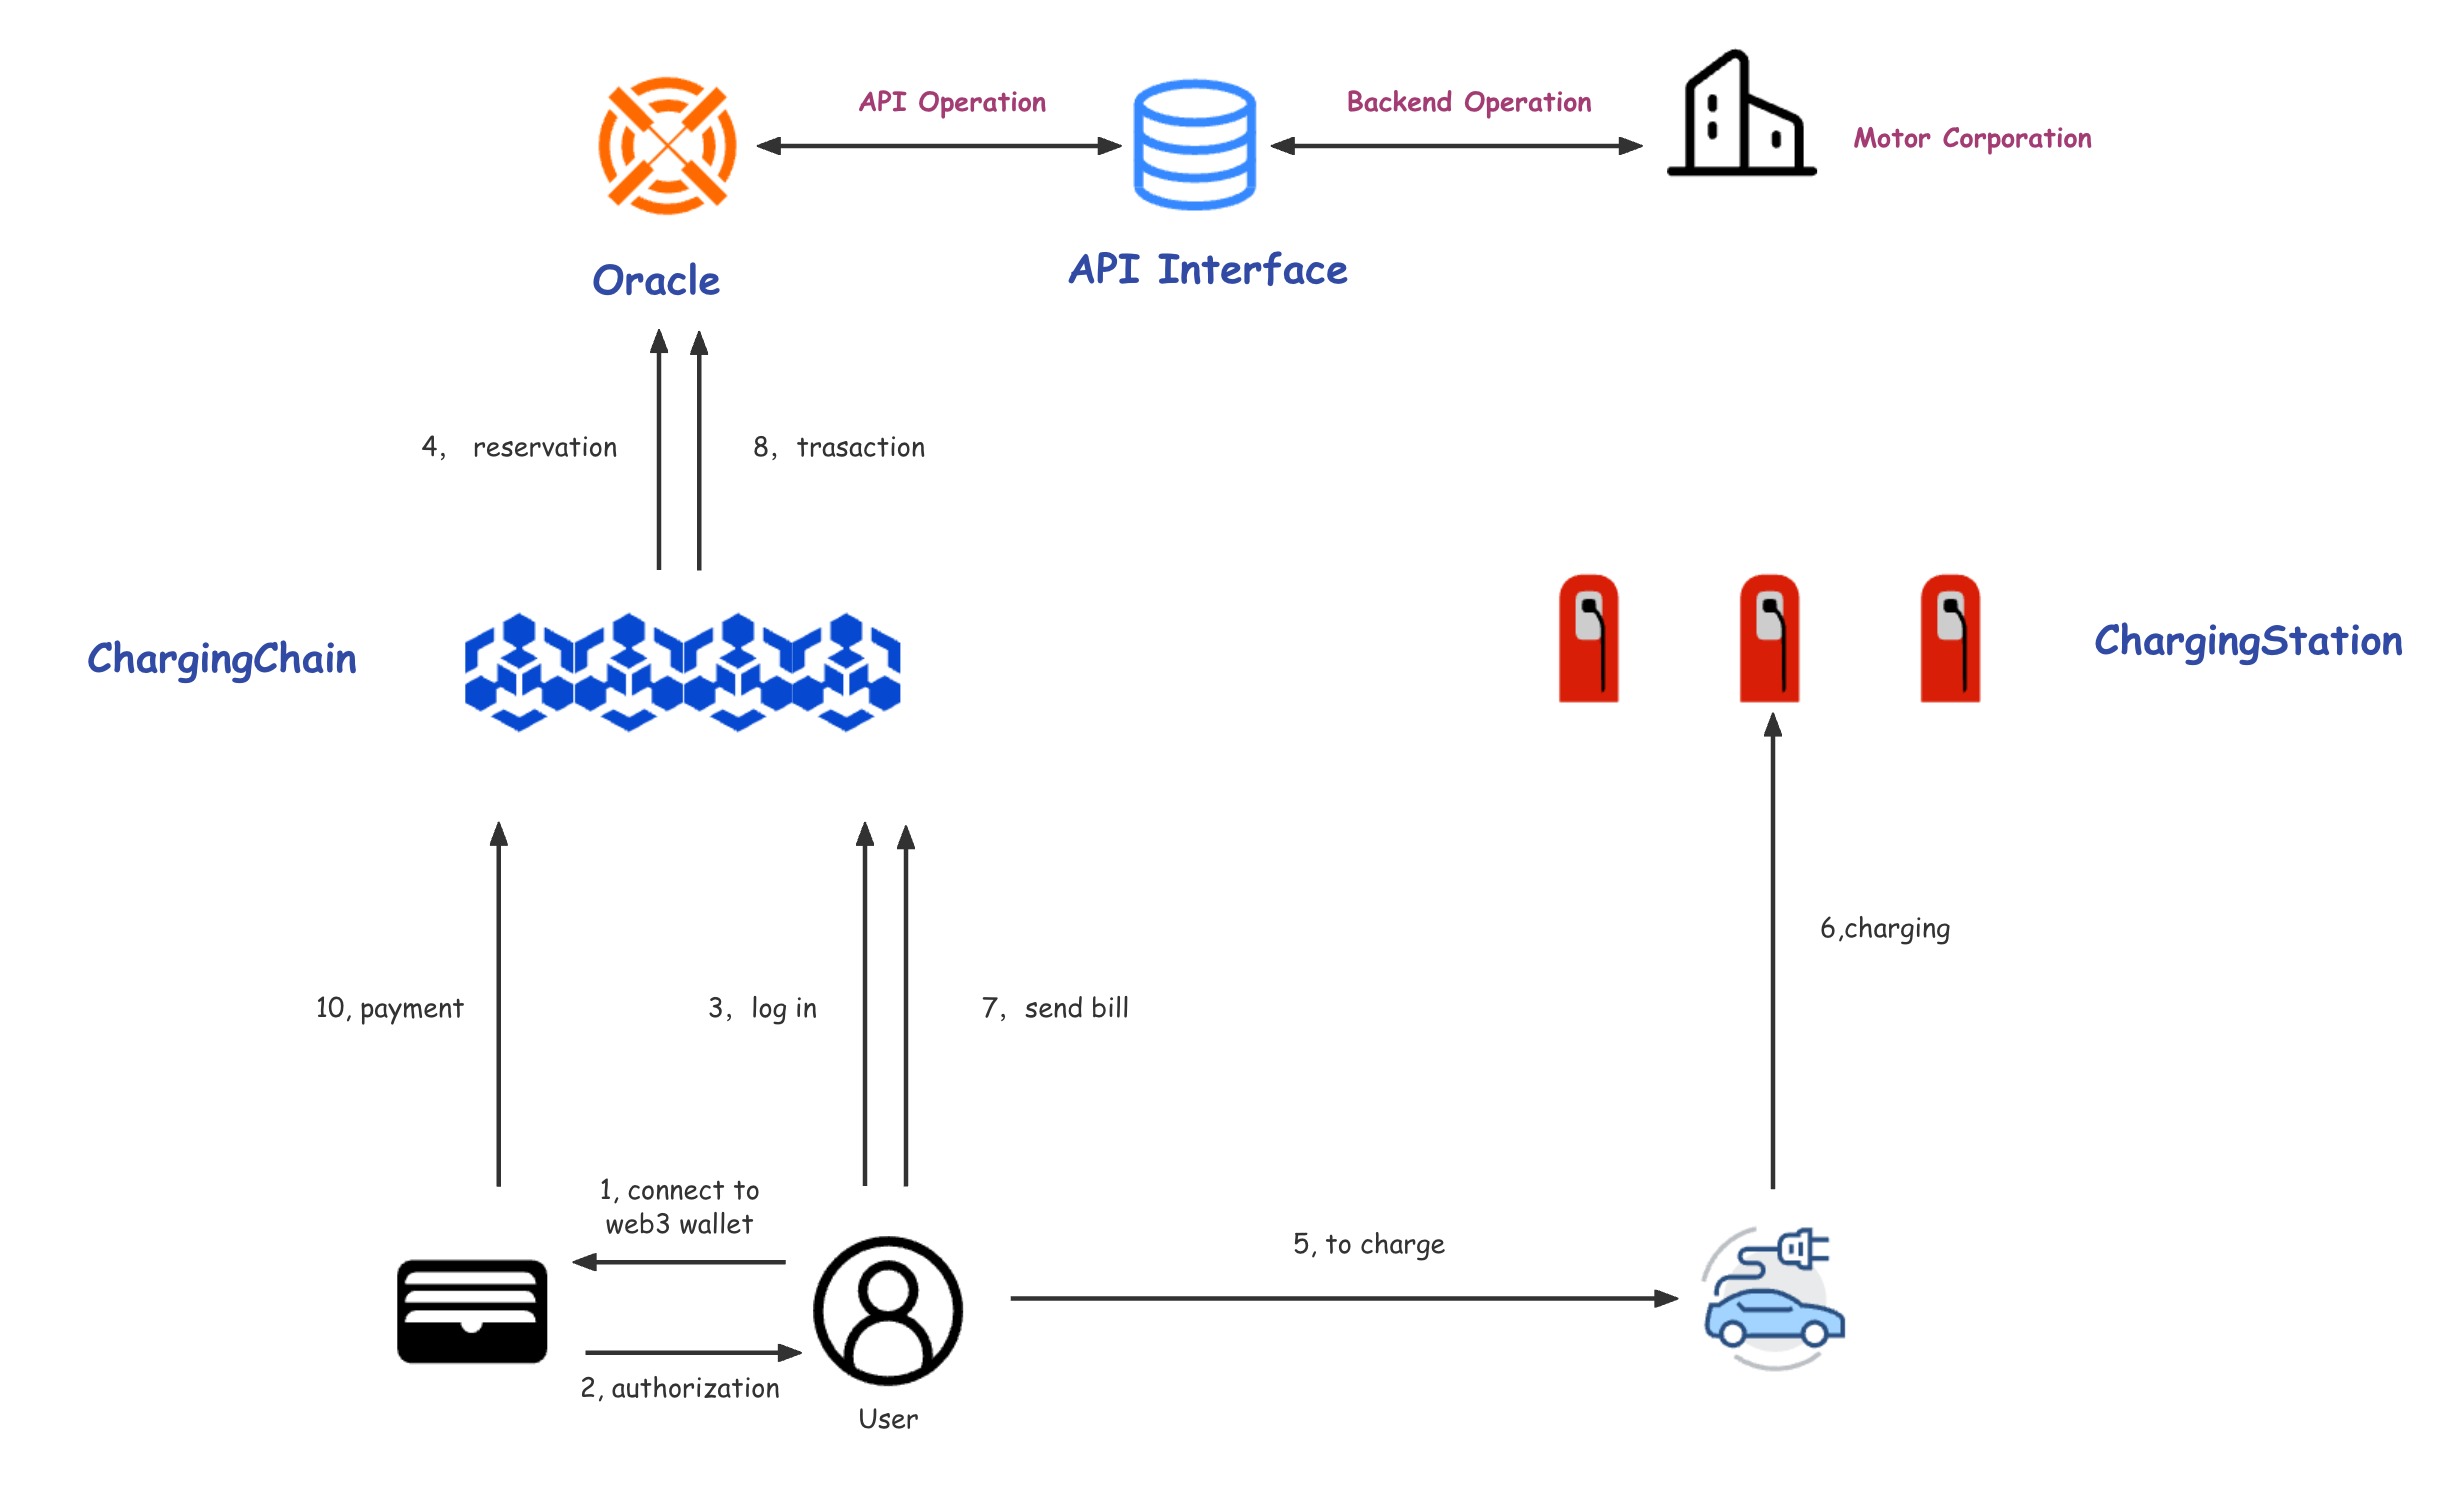 API Operation
Backend Operation
Motor Corporation
Oracle
API Interface
4, reservation
8, trasaction
ChargingChain
ChargingStation
6,charging
10, payment
3, log in
7, send bill
1, connect to
web3 wallet
5, to charge
2, authorization
User